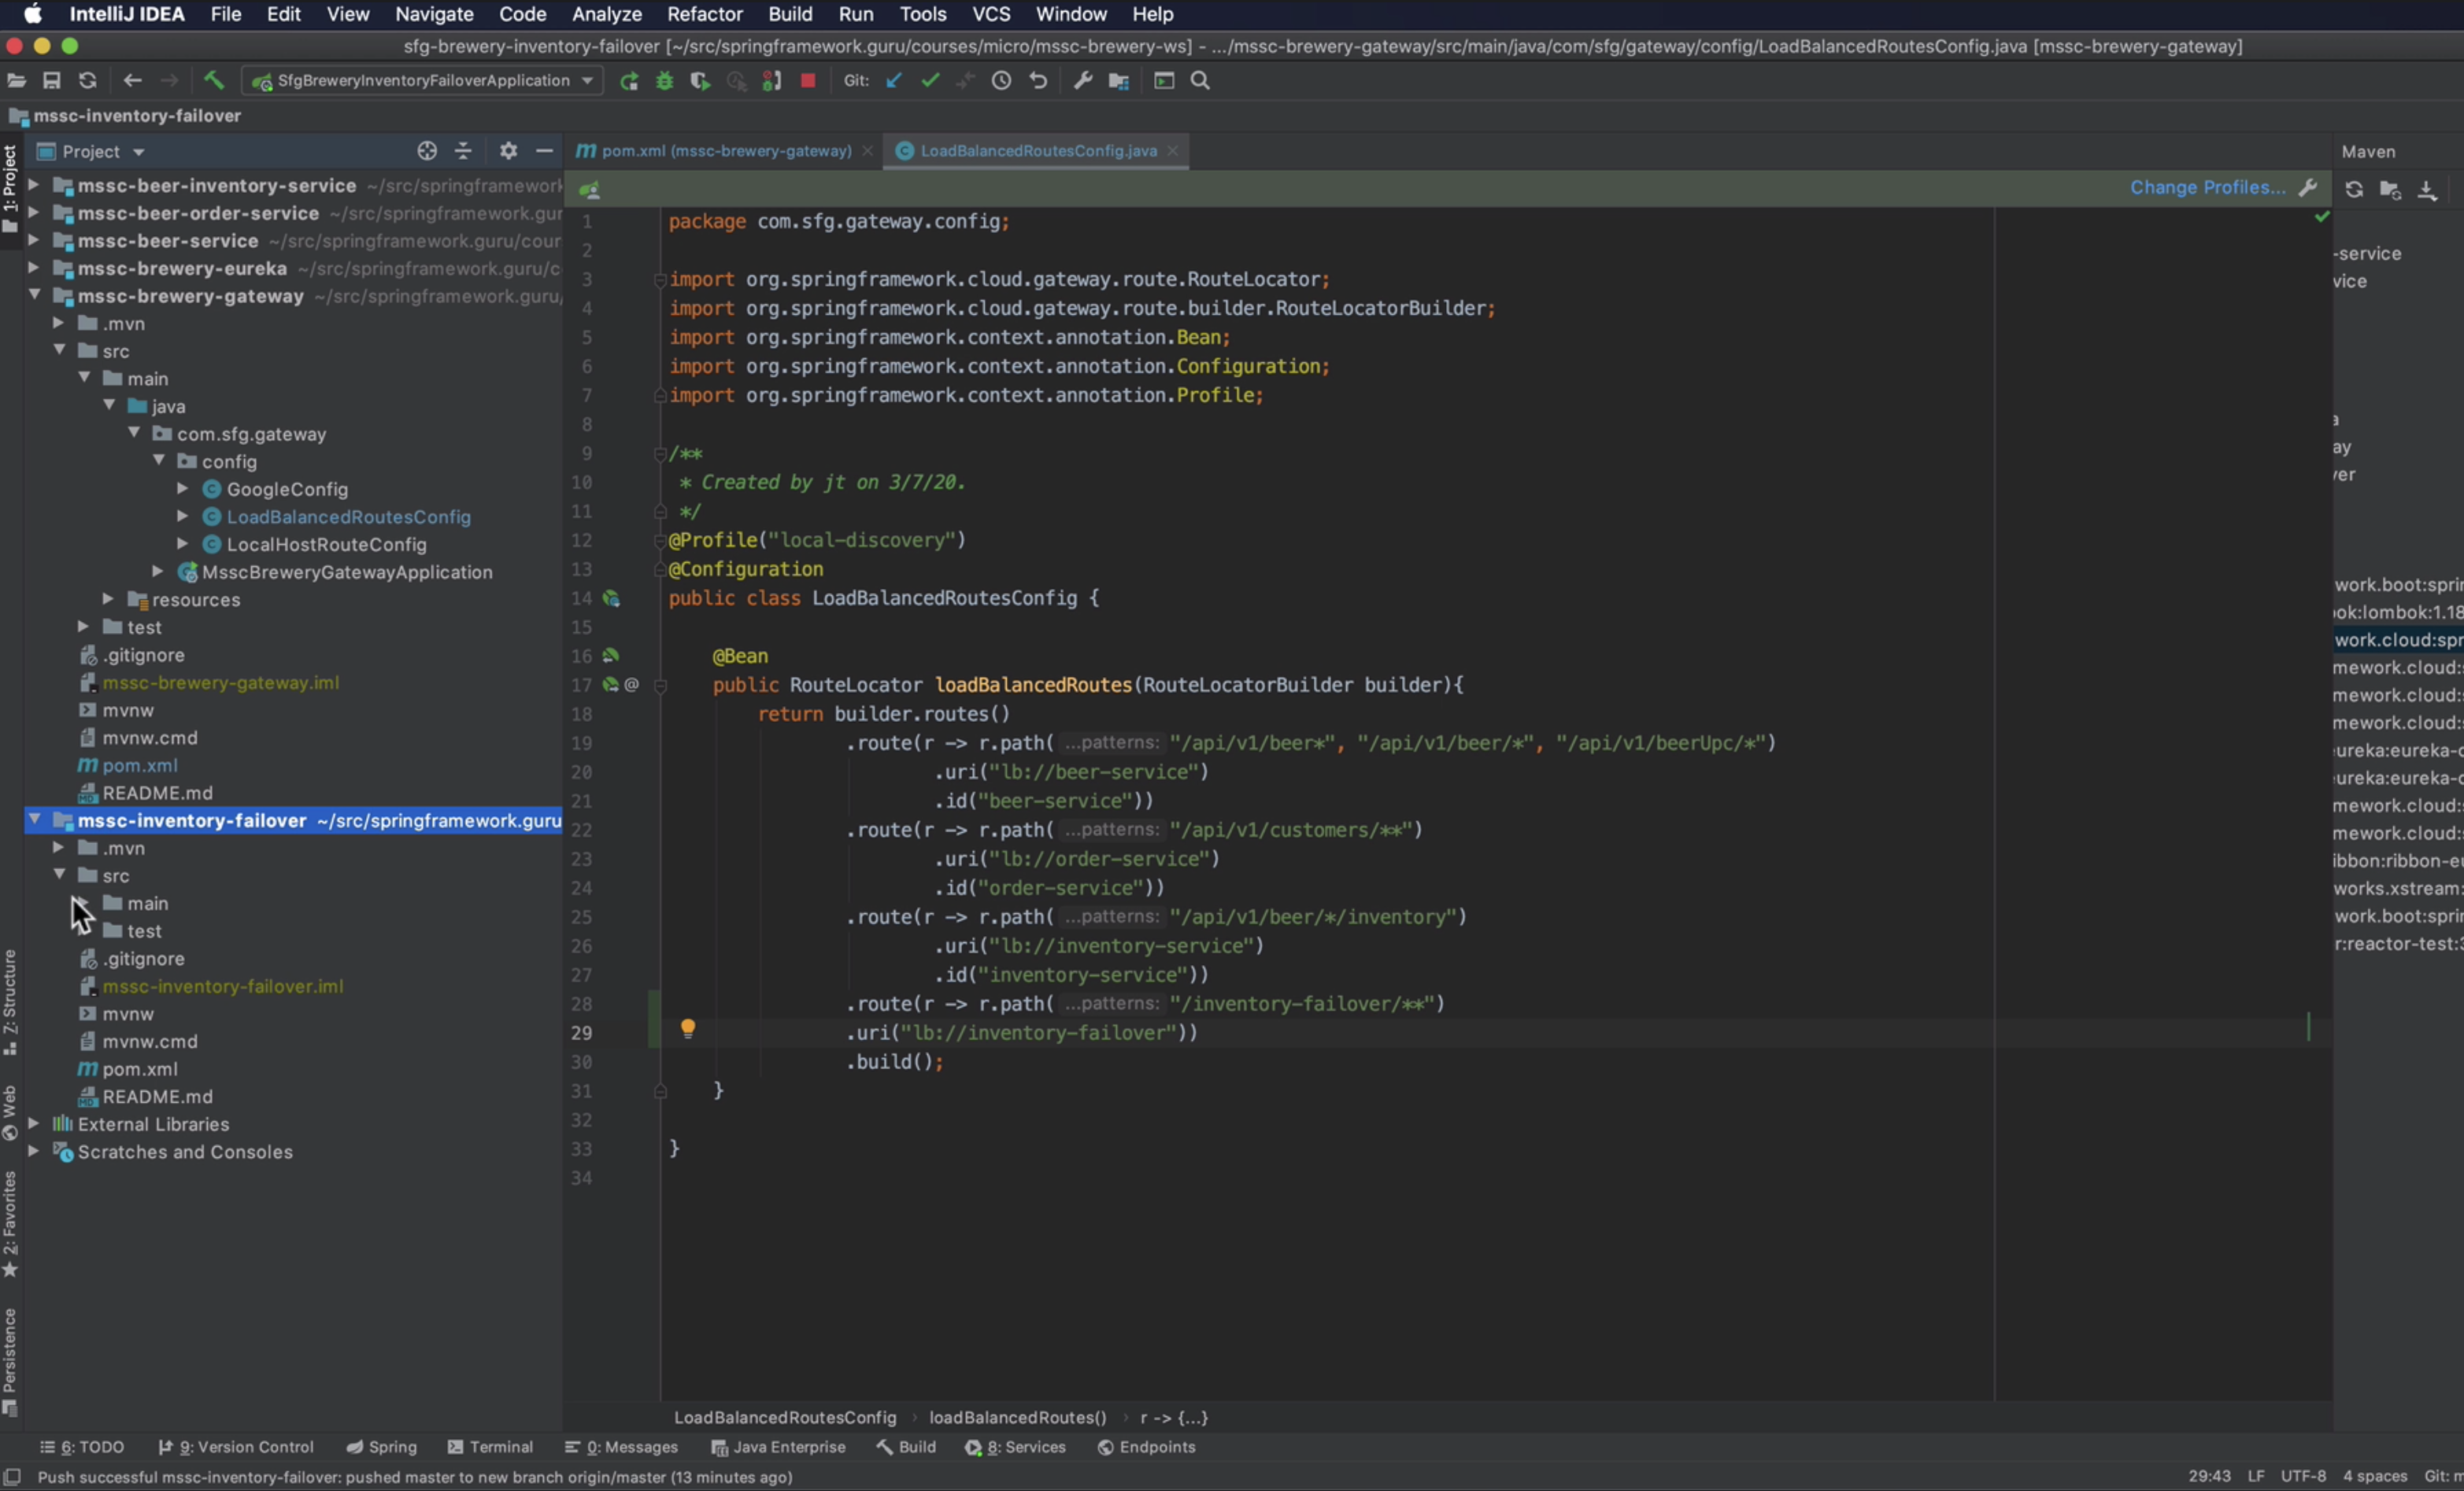 IntelliJ IDEA File Edit View Navigate Code Analyze Refactor Build Run Tools VCS Window Help
sfg-brewery-inventory-failover [~/src/springframework.guru/courses/micro/mssc-brewery-ws] - .../mssc-brewery-gateway/src/main/java/com/sfg/gateway/config/LoadBalancedRoutesConfig.java [mssc-brewery-gateway]
SfgBreweryInventoryFailoverApplication Git:
mssc-inventory-failover
1: Project
Z: Structure
Web
2: Favorites
Persistence
Project
mssc-beer-inventory-service ~/src/springframework
mssc-beer-order-service ~/src/springframework.gur
mssc-beer-service ~/src/springframework.guru/cour
mssc-brewery-eureka ~/src/springframework.guru/c
mssc-brewery-gateway ~/src/springframework.guru/
.mvn
src
main
java
com.sfg.gateway
config
GoogleConfig
LoadBalancedRoutesConfig
LocalHostRouteConfig
MsscBreweryGatewayApplication
resources
test
.gitignore
mssc-brewery-gateway.iml
mvnw
mvnw.cmd
pom.xml
README.md
mssc-inventory-failover ~/src/springframework.guru
.mvn
src
main
test
.gitignore
mssc-inventory-failover.iml
mvnw
mvnw.cmd
pom.xml
README.md
External Libraries
Scratches and Consoles
pom.xml (mssc-brewery-gateway) LoadBalancedRoutesConfig.java
Change Profiles...
1 package com.sfg.gateway.config;
2
3 import org.springframework.cloud.gateway.route.RouteLocator;
4 import org.springframework.cloud.gateway.route.builder.RouteLocatorBuilder;
5 import org.springframework.context.annotation.Bean;
6 import org.springframework.context.annotation.Configuration;
7 import org.springframework.context.annotation.Profile;
8
9 /**
10 * Created by jt on 3/7/20.
11 */
12 @Profile("local-discovery")
13 @Configuration
14 public class LoadBalancedRoutesConfig {
15
16 @Bean
17 @ public RouteLocator loadBalancedRoutes(RouteLocatorBuilder builder){
18 return builder.routes()
19 .route(r -> r.path( ...patterns: "/api/v1/beer*", "/api/v1/beer/*", "/api/v1/beerUpc/*")
20 .uri("lb://beer-service")
21 .id("beer-service"))
22 .route(r -> r.path( ...patterns: "/api/v1/customers/**")
23 .uri("lb://order-service")
24 .id("order-service"))
25 .route(r -> r.path( ...patterns: "/api/v1/beer/*/inventory")
26 .uri("lb://inventory-service")
27 .id("inventory-service"))
28 .route(r -> r.path( ...patterns: "/inventory-failover/**")
29 .uri("lb://inventory-failover"))
30 .build();
31 }
32
33 }
34
Maven
-service
vice
ay
ver
work.boot:sprin
ok:lombok:1.18
work.cloud:spr
mework.cloud:
mework.cloud:
mework.cloud:
eureka:eureka-c
eureka:eureka-c
mework.cloud:
mework.cloud:
ibbon:ribbon-eu
works.xstream:
work.boot:sprin
r:reactor-test:3
LoadBalancedRoutesConfig loadBalancedRoutes() r -> {...}
6: TODO 9: Version Control Spring Terminal 0: Messages Java Enterprise Build 8: Services Endpoints
Push successful mssc-inventory-failover: pushed master to new branch origin/master (13 minutes ago) 29:43 LF UTF-8 4 spaces Git: m